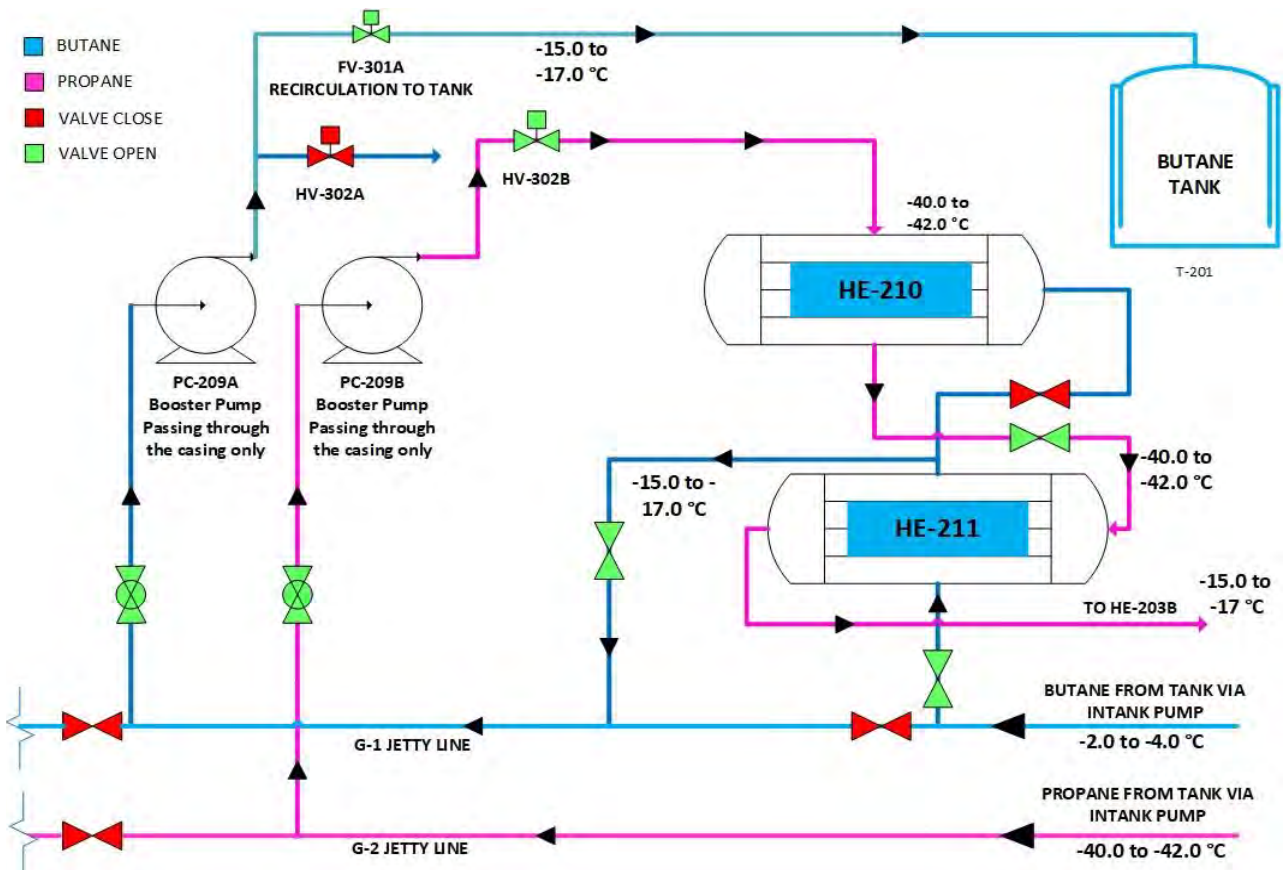 BUTANE
PROPANE
VALVE CLOSE
VALVE OPEN
FV-301A
RECIRCULATION TO TANK
-15.0 to
-17.0 °C
HV-302A
HV-302B
BUTANE
TANK
T-201
-40.0 to
-42.0 °C
HE-210
PC-209A
Booster Pump
Passing through
the casing only
PC-209B
Booster Pump
Passing through
the casing only
-15.0 to -
17.0 °C
-40.0 to
-42.0 °C
HE-211
-15.0 to
-17 °C
TO HE-203B
BUTANE FROM TANK VIA
INTANK PUMP
-2.0 to -4.0 °C
G-1 JETTY LINE
PROPANE FROM TANK VIA
INTANK PUMP
-40.0 to -42.0 °C
G-2 JETTY LINE